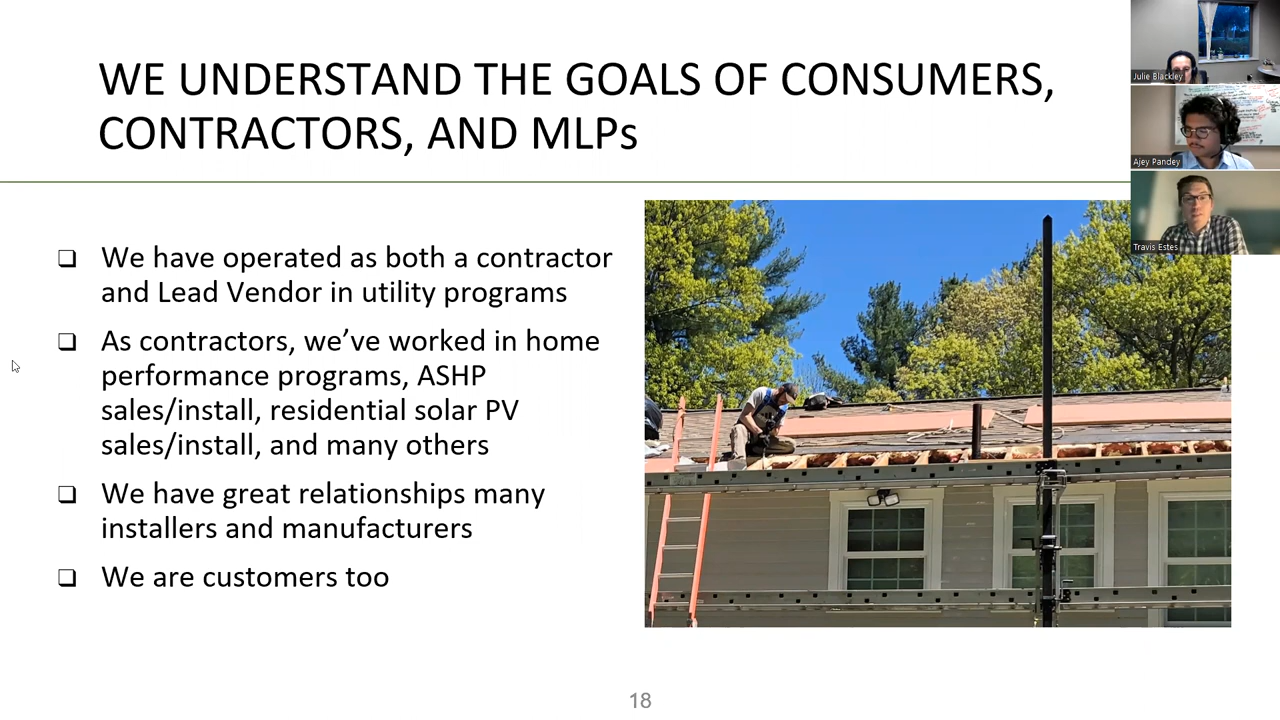 WE UNDERSTAND THE GOALS OF CONSUMERS,
CONTRACTORS, AND MLPs
We have operated as both a contractor
and Lead Vendor in utility programs
As contractors, we’ve worked in home
performance programs, ASHP
sales/install, residential solar PV
sales/install, and many others
We have great relationships many
installers and manufacturers
We are customers too
18
Julie Blackley
Ajey Pandey
Travis Estes